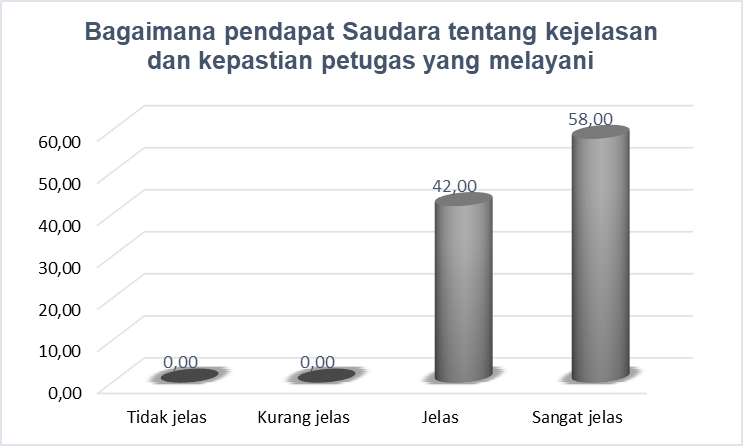 Bagaimana pendapat Saudara tentang kejelasan
dan kepastian petugas yang melayani
60,00
50,00
40,00
30,00
20,00
10,00
0,00
0,00
0,00
42,00
58,00
Tidak jelas
Kurang jelas
Jelas
Sangat jelas